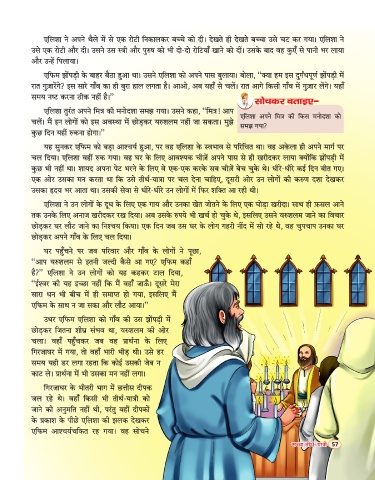 एलिशा ने अपने थैले में से एक रोटी निकालकर बच्चे को दी। देखते ही देखते बच्चा उसे चट कर गया। एलिशा ने
उसे एक रोटी और दी। उसने उस स्त्री और पुरुष को भी दो-दो रोटियाँ खाने को दीं। उसके बाद वह कुएँ से पानी भर लाया
और उन्हें पिलाया।
एफिम झोंपड़ी के बाहर बैठा हुआ था। उसने एलिशा को अपने पास बुलाया। बोला, ‘‘क्या हम इस दुर्गंधपूर्ण झोंपड़ी में
रात गुज़ारेंगे? इस सारे गाँव का ही बुरा हाल लगता है। आओ, अब यहाँ से चलें। रात आगे किसी गाँव में गुज़ार लेंगे। यहाँ
समय नष्ट करना ठीक नहीं है।’’
एलिशा तुरंत अपने मित्र की मनोदशा समझ गया। उसने कहा, ‘‘मित्र! आप
चलें। मैं इन लोगों को इस अवस्था में छोड़कर यरुशलम नहीं जा सकता। मुझे
कुछ दिन यहीं रुकना होगा।’’
सोचकर बताइए–
एलिशा अपने मित्र की किस मनोदशा को
समझ गया?
यह सुनकर एफिम को बड़ा आश्चर्य हुआ, पर वह एलिशा के स्वभाव से परिचित था। वह अकेला ही अपने मार्ग पर
चल दिया। एलिशा वहीं रुक गया। वह घर के लिए आवश्यक चीज़ें अपने पास से ही खरीदकर लाया क्योंकि झोंपड़ी में
कुछ भी नहीं था। शायद अपना पेट भरने के लिए वे एक-एक करके सब चीज़ें बेच चुके थे। धीरे-धीरे कई दिन बीत गए।
एक ओर उसका मन करता था कि उसे तीर्थ-यात्रा पर चल देना चाहिए, दूसरी ओर उन लोगों की करुण दशा देखकर
उसका हृदय भर आता था। उसकी सेवा से धीरे-धीरे उन लोगों में फिर शक्ति आ रही थी।
एलिशा ने उन लोगों के दूध के लिए एक गाय और उनका खेत जोतने के लिए एक घोड़ा खरीदा। साथ ही फ़सल आने
तक उनके लिए अनाज खरीदकर रख दिया। अब उसके रुपये भी खर्च हो चुके थे, इसलिए उसने यरुशलम जाने का विचार
छोड़कर घर लौट जाने का निश्चय किया। एक दिन जब उस घर के लोग गहरी नींद में सो रहे थे, वह चुपचाप उनका घर
छोड़कर अपने गाँव के लिए चल दिया।
घर पहुँचने पर जब परिवार और गाँव के लोगों ने पूछा,
‘‘आप यरुशलम से इतनी जल्दी कैसे आ गए? एफिम कहाँ
है?’’ एलिशा ने उन लोगों को यह कहकर टाल दिया,
‘‘ईश्वर की यह इच्छा नहीं कि मैं वहाँ जाऊँ। दूसरे मेरा
सारा धन भी बीच में ही समाप्त हो गया, इसलिए मैं
एफिम के साथ न जा सका और लौट आया।’’
उधर एफिम एलिशा को गाँव की उस झोंपड़ी में
छोड़कर जितना शीघ्र संभव था, यरुशलम की ओर
चला। वहाँ पहुँचकर जब वह प्रार्थना के लिए
गिरजाघर में गया, तो वहाँ भारी भीड़ थी। उसे हर
समय यही डर लगा रहता कि कोई उसकी जेब न
काट ले। प्रार्थना में भी उसका मन नहीं लगा।
गिरजाघर के भीतरी भाग में छत्तीस दीपक
जल रहे थे। वहाँ किसी भी तीर्थ-यात्री को
जाने की अनुमति नहीं थी, परंतु वहाँ दीपकों
के प्रकाश के पीछे एलिशा की झलक देखकर
एफिम आश्चर्यचकित रह गया। वह सोचने
57